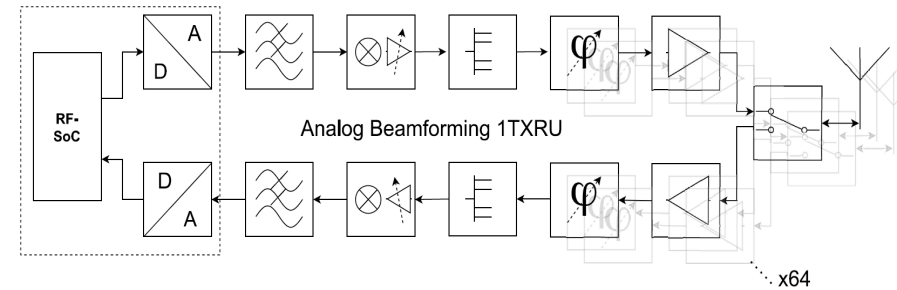 A
D
φ
φ
φ
RF-
SoC
Analog Beamforming 1TXRU
D
A
φ
φ
φ
x64